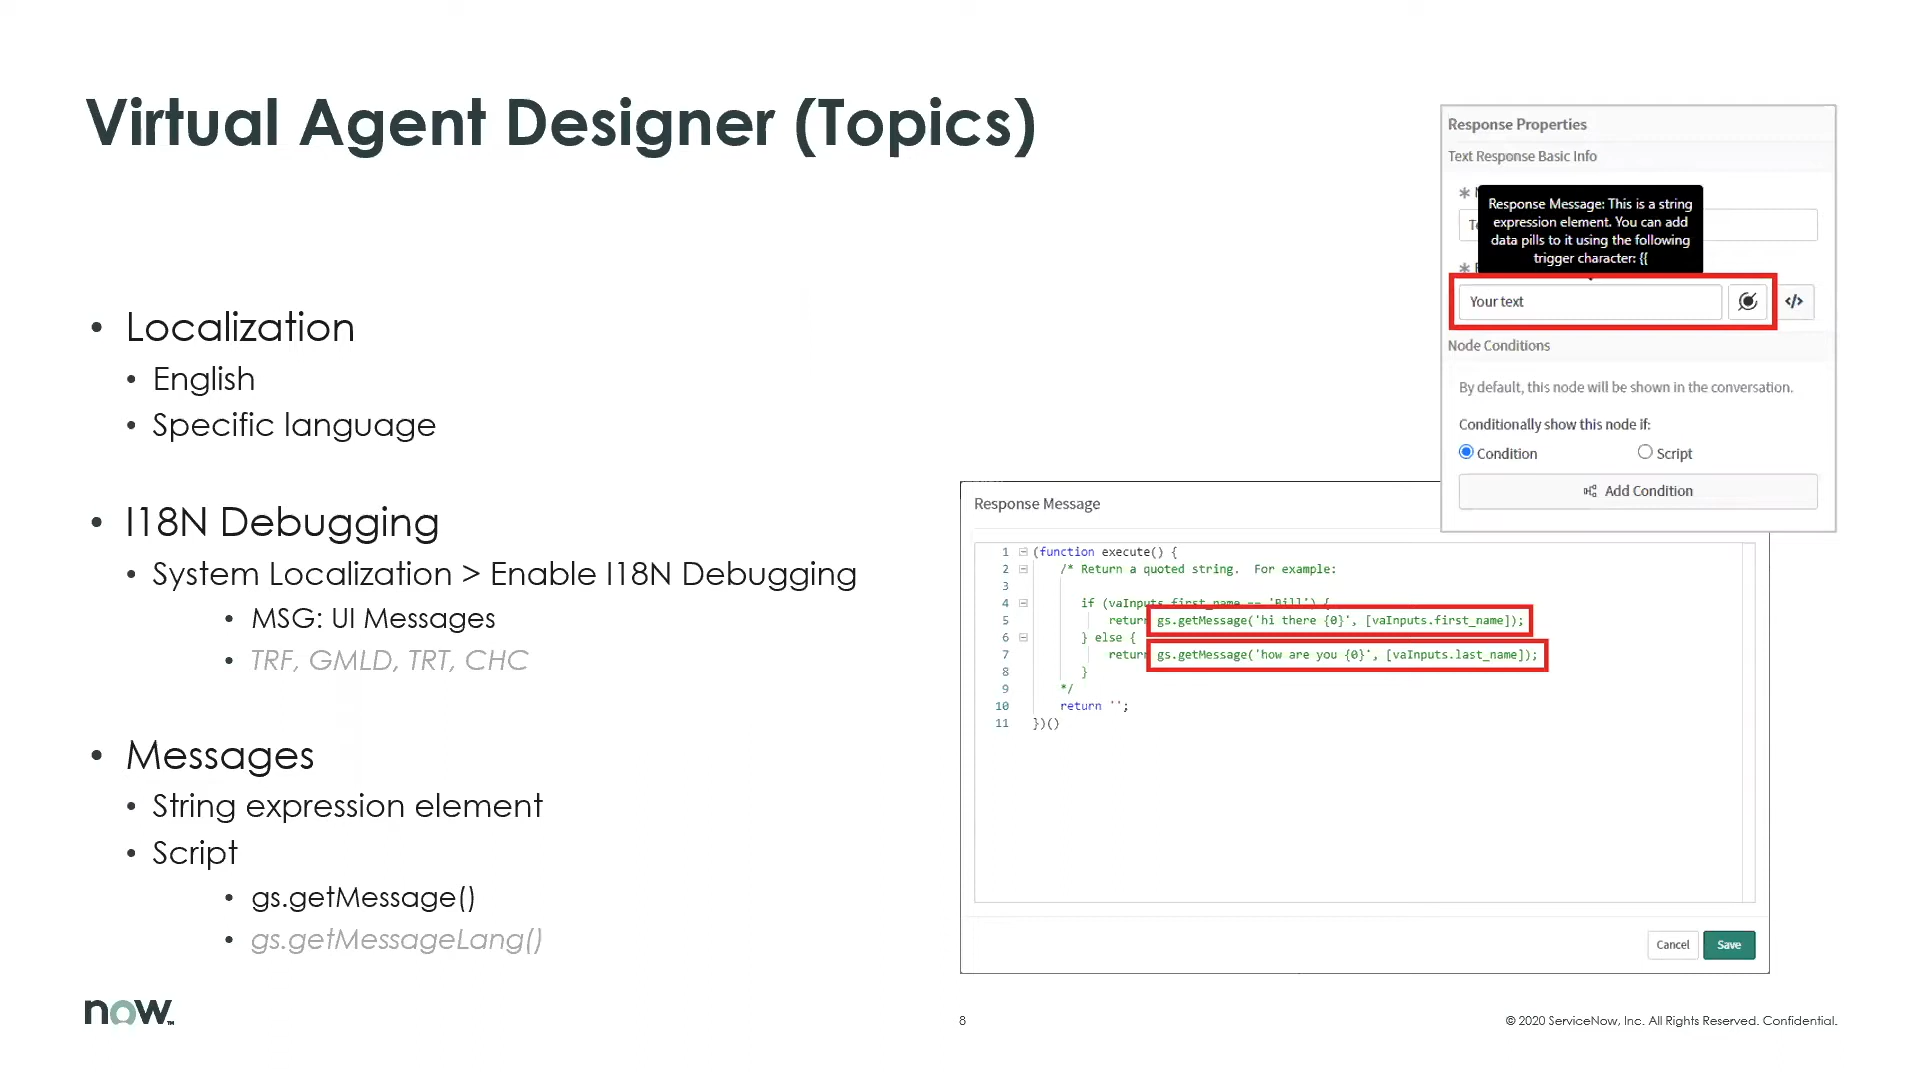 Virtual Agent Designer (Topics)
• Localization
• English
• Specific language
• I18N Debugging
• System Localization > Enable I18N Debugging
• MSG: UI Messages
• TRF, GMLD, TRT, CHC
• Messages
• String expression element
• Script
• gs.getMessage()
• gs.getMessageLang()
Response Properties
Text Response Basic Info
Response Message: This is a string
expression element. You can add
data pills to it using the following
trigger character: {{
Your text
</>
Node Conditions
By default, this node will be shown in the conversation.
Conditionally show this node if:
Condition
Script
Add Condition
Response Message
1 (function execute() {
2 /* Return a quoted string. For example:
3
4 if (vaInputs.first_name == 'Bill') {
5 return gs.getMessage('hi there {0}', [vaInputs.first_name]);
6 } else {
7 return gs.getMessage('how are you {0}', [vaInputs.last_name]);
8 }
9 */
10 return '';
11 })()
Cancel
Save
now™
8
© 2020 ServiceNow, Inc. All Rights Reserved. Confidential.